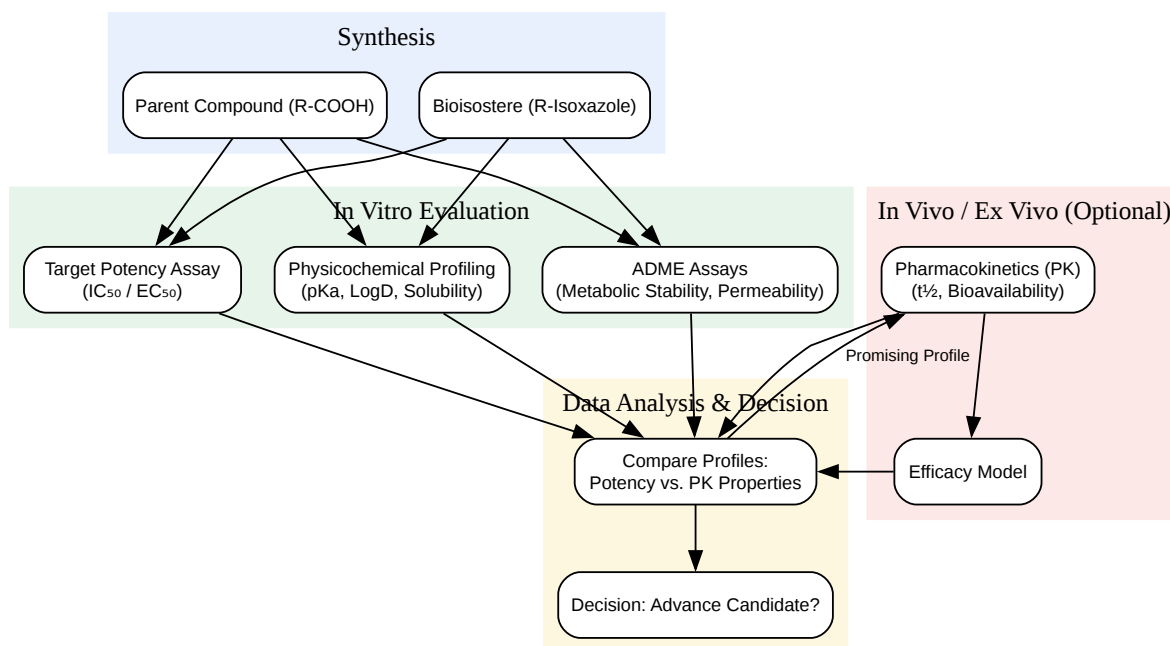 Synthesis
Parent Compound (R-COOH)
Bioisostere (R-Isoxazole)
In Vitro Evaluation
In Vivo / Ex Vivo (Optional)
Target Potency Assay
(IC₅₀ / EC₅₀)
Physicochemical Profiling
(pKa, LogD, Solubility)
ADME Assays
(Metabolic Stability, Permeability)
Pharmacokinetics (PK)
(t½, Bioavailability)
Promising Profile
Data Analysis & Decision
Compare Profiles:
Potency vs. PK Properties
Efficacy Model
Decision: Advance Candidate?